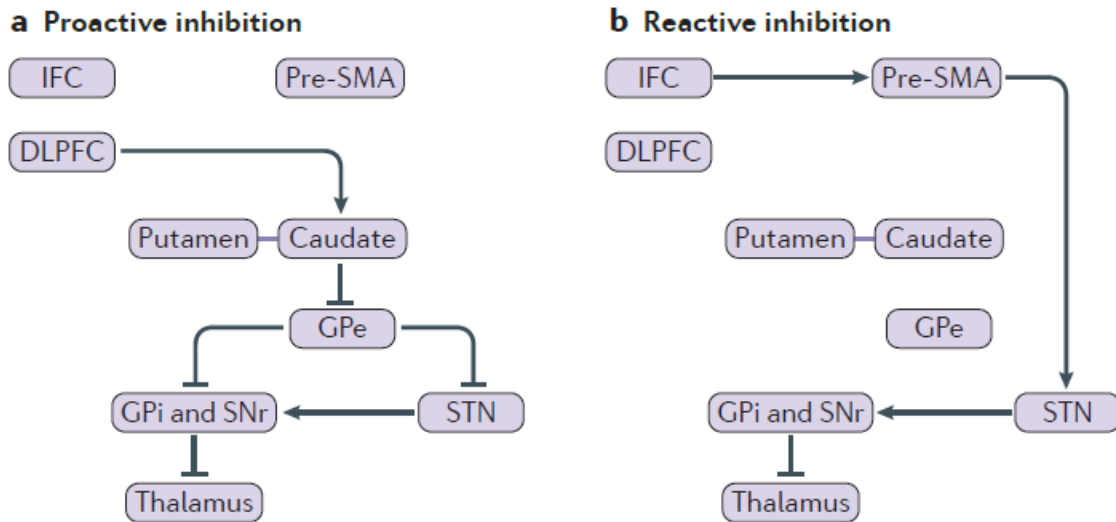 a Proactive inhibition
IFC
Pre-SMA
DLPFC
Putamen
Caudate
GPe
GPi and SNr
STN
Thalamus
b Reactive inhibition
IFC
Pre-SMA
DLPFC
Putamen
Caudate
GPe
GPi and SNr
STN
Thalamus